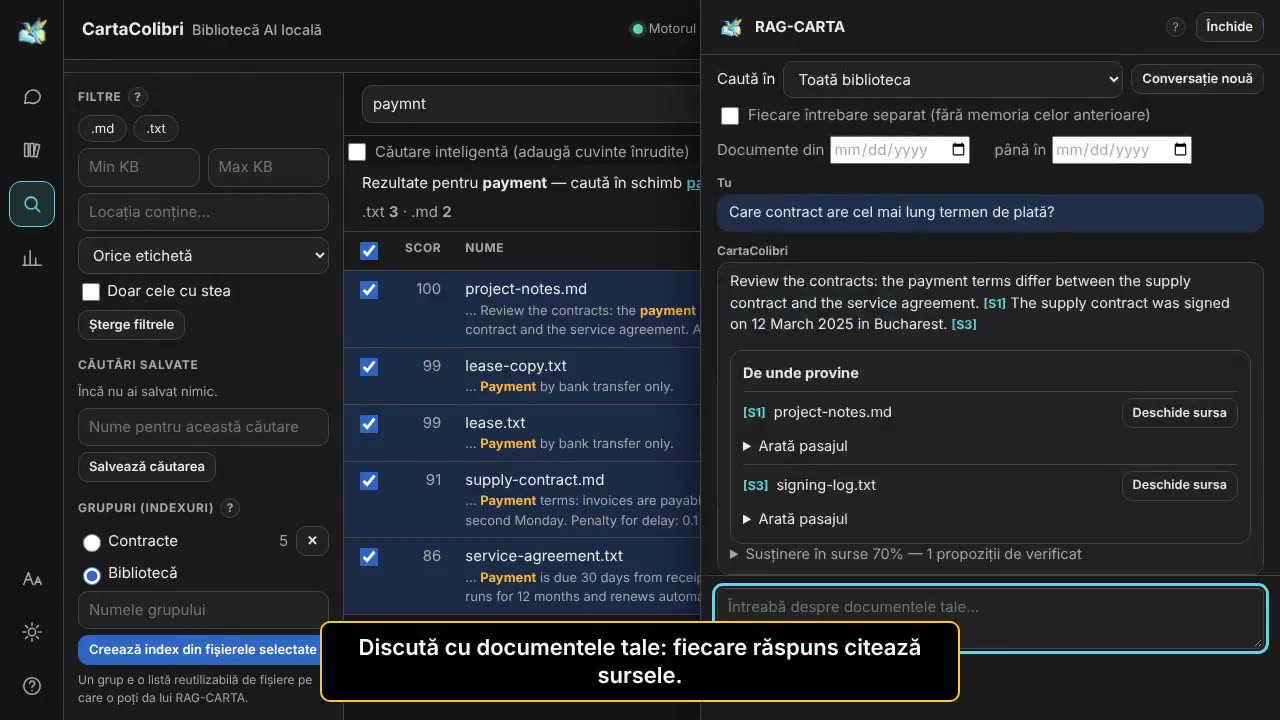 CartaColibri Bibliotecă AI locală
Motorul
FILTRE ?
.md .txt
Min KB Max KB
Locația conține...
Orice etichetă
Doar cele cu stea
Șterge filtrele
CĂUTĂRI SALVATE
Încă nu ai salvat nimic.
Nume pentru această căutare
Salvează căutarea
GRUPURI (INDEXURI) ?
Contracte 5 ✕
Bibliotecă
Numele grupului
Creează index din fișierele selectate
Un grup e o listă reutilizabilă de fișiere pe
care o poți da lui RAG-CARTA.
paymnt
Căutare inteligentă (adaugă cuvinte înrudite)
Rezultate pentru payment — caută în schimb
.txt 3 · .md 2
SCOR NUME
100 project-notes.md
... Review the contracts: the payment
contract and the service agreement. A
99 lease-copy.txt
... Payment by bank transfer only.
99 lease.txt
... Payment by bank transfer only.
91 supply-contract.md
... Payment terms: invoices are payabl
second Monday. Penalty for delay: 0.1
86 service-agreement.txt
... Payment is due 30 days from receip
runs for 12 months and renews automa
RAG-CARTA ? Închide
Caută în Toată biblioteca Conversație nouă
Fiecare întrebare separat (fără memoria celor anterioare)
Documente din mm/dd/yyyy până în mm/dd/yyyy
Tu
Care contract are cel mai lung termen de plată?
CartaColibri
Review the contracts: the payment terms differ between the supply
contract and the service agreement. [S1] The supply contract was signed
on 12 March 2025 in Bucharest. [S3]
De unde provine
[S1] project-notes.md Deschide sursa
Arată pasajul
[S3] signing-log.txt Deschide sursa
Arată pasajul
Susținere în surse 70% — 1 propoziții de verificat
Întreabă despre documentele tale...
Discută cu documentele tale: fiecare răspuns citează
sursele.
AA